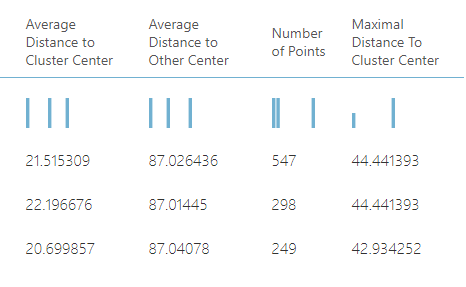 Average Distance to Cluster Center
Average Distance to Other Center
Number of Points
Maximal Distance To Cluster Center
21.515309 87.026436 547 44.441393
22.196676 87.01445 298 44.441393
20.699857 87.04078 249 42.934252